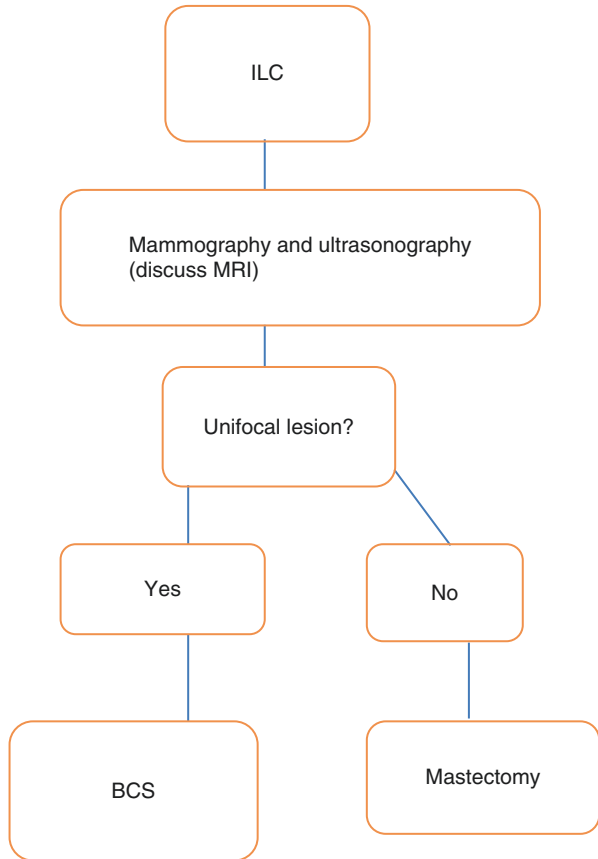 ILC
Mammography and ultrasonography
(discuss MRI)
Unifocal lesion?
Yes
No
BCS
Mastectomy